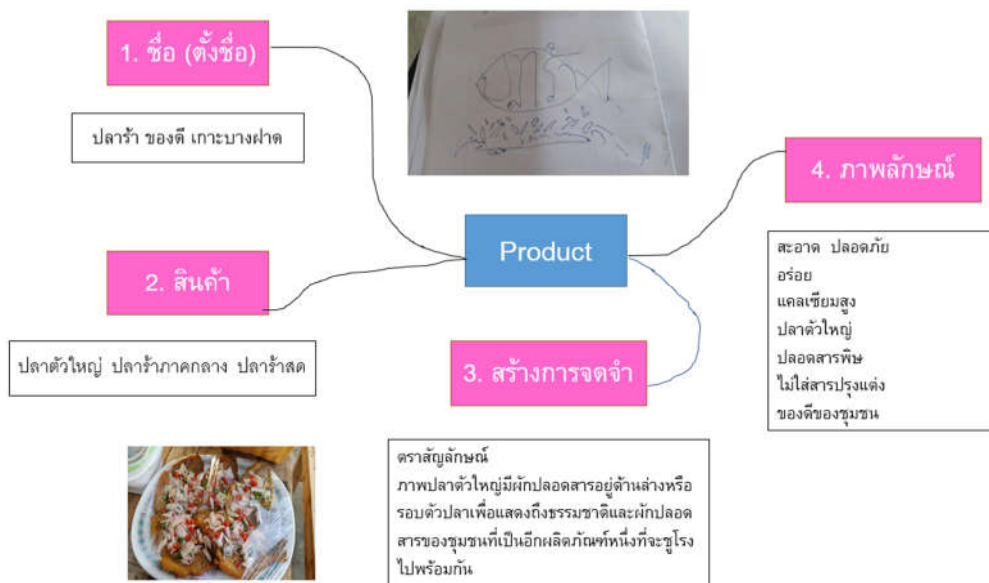 1. ชื่อ (ตั้งชื่อ)
ปลาร้า ของดี เกาะบางฝาด
Product
2. สินค้า
ปลาตัวใหญ่ ปลาร้าภาคกลาง ปลาร้าสด
3. สร้างการจดจำ
ตราสัญลักษณ์
ภาพปลาตัวใหญ่มีผักปลอดสารอยู่ด้านล่างหรือ
รอบตัวปลาเพื่อแสดงถึงธรรมชาติและผักปลอด
สารของชุมชนที่เป็นอีกผลิตภัณฑ์หนึ่งที่จะชูโรง
ไปพร้อมกัน
4. ภาพลักษณ์
สะอาด ปลอดภัย
อร่อย
แคลเซียมสูง
ปลาตัวใหญ่
ปลอดสารพิษ
ไม่ใส่สารปรุงแต่ง
ของดีของชุมชน